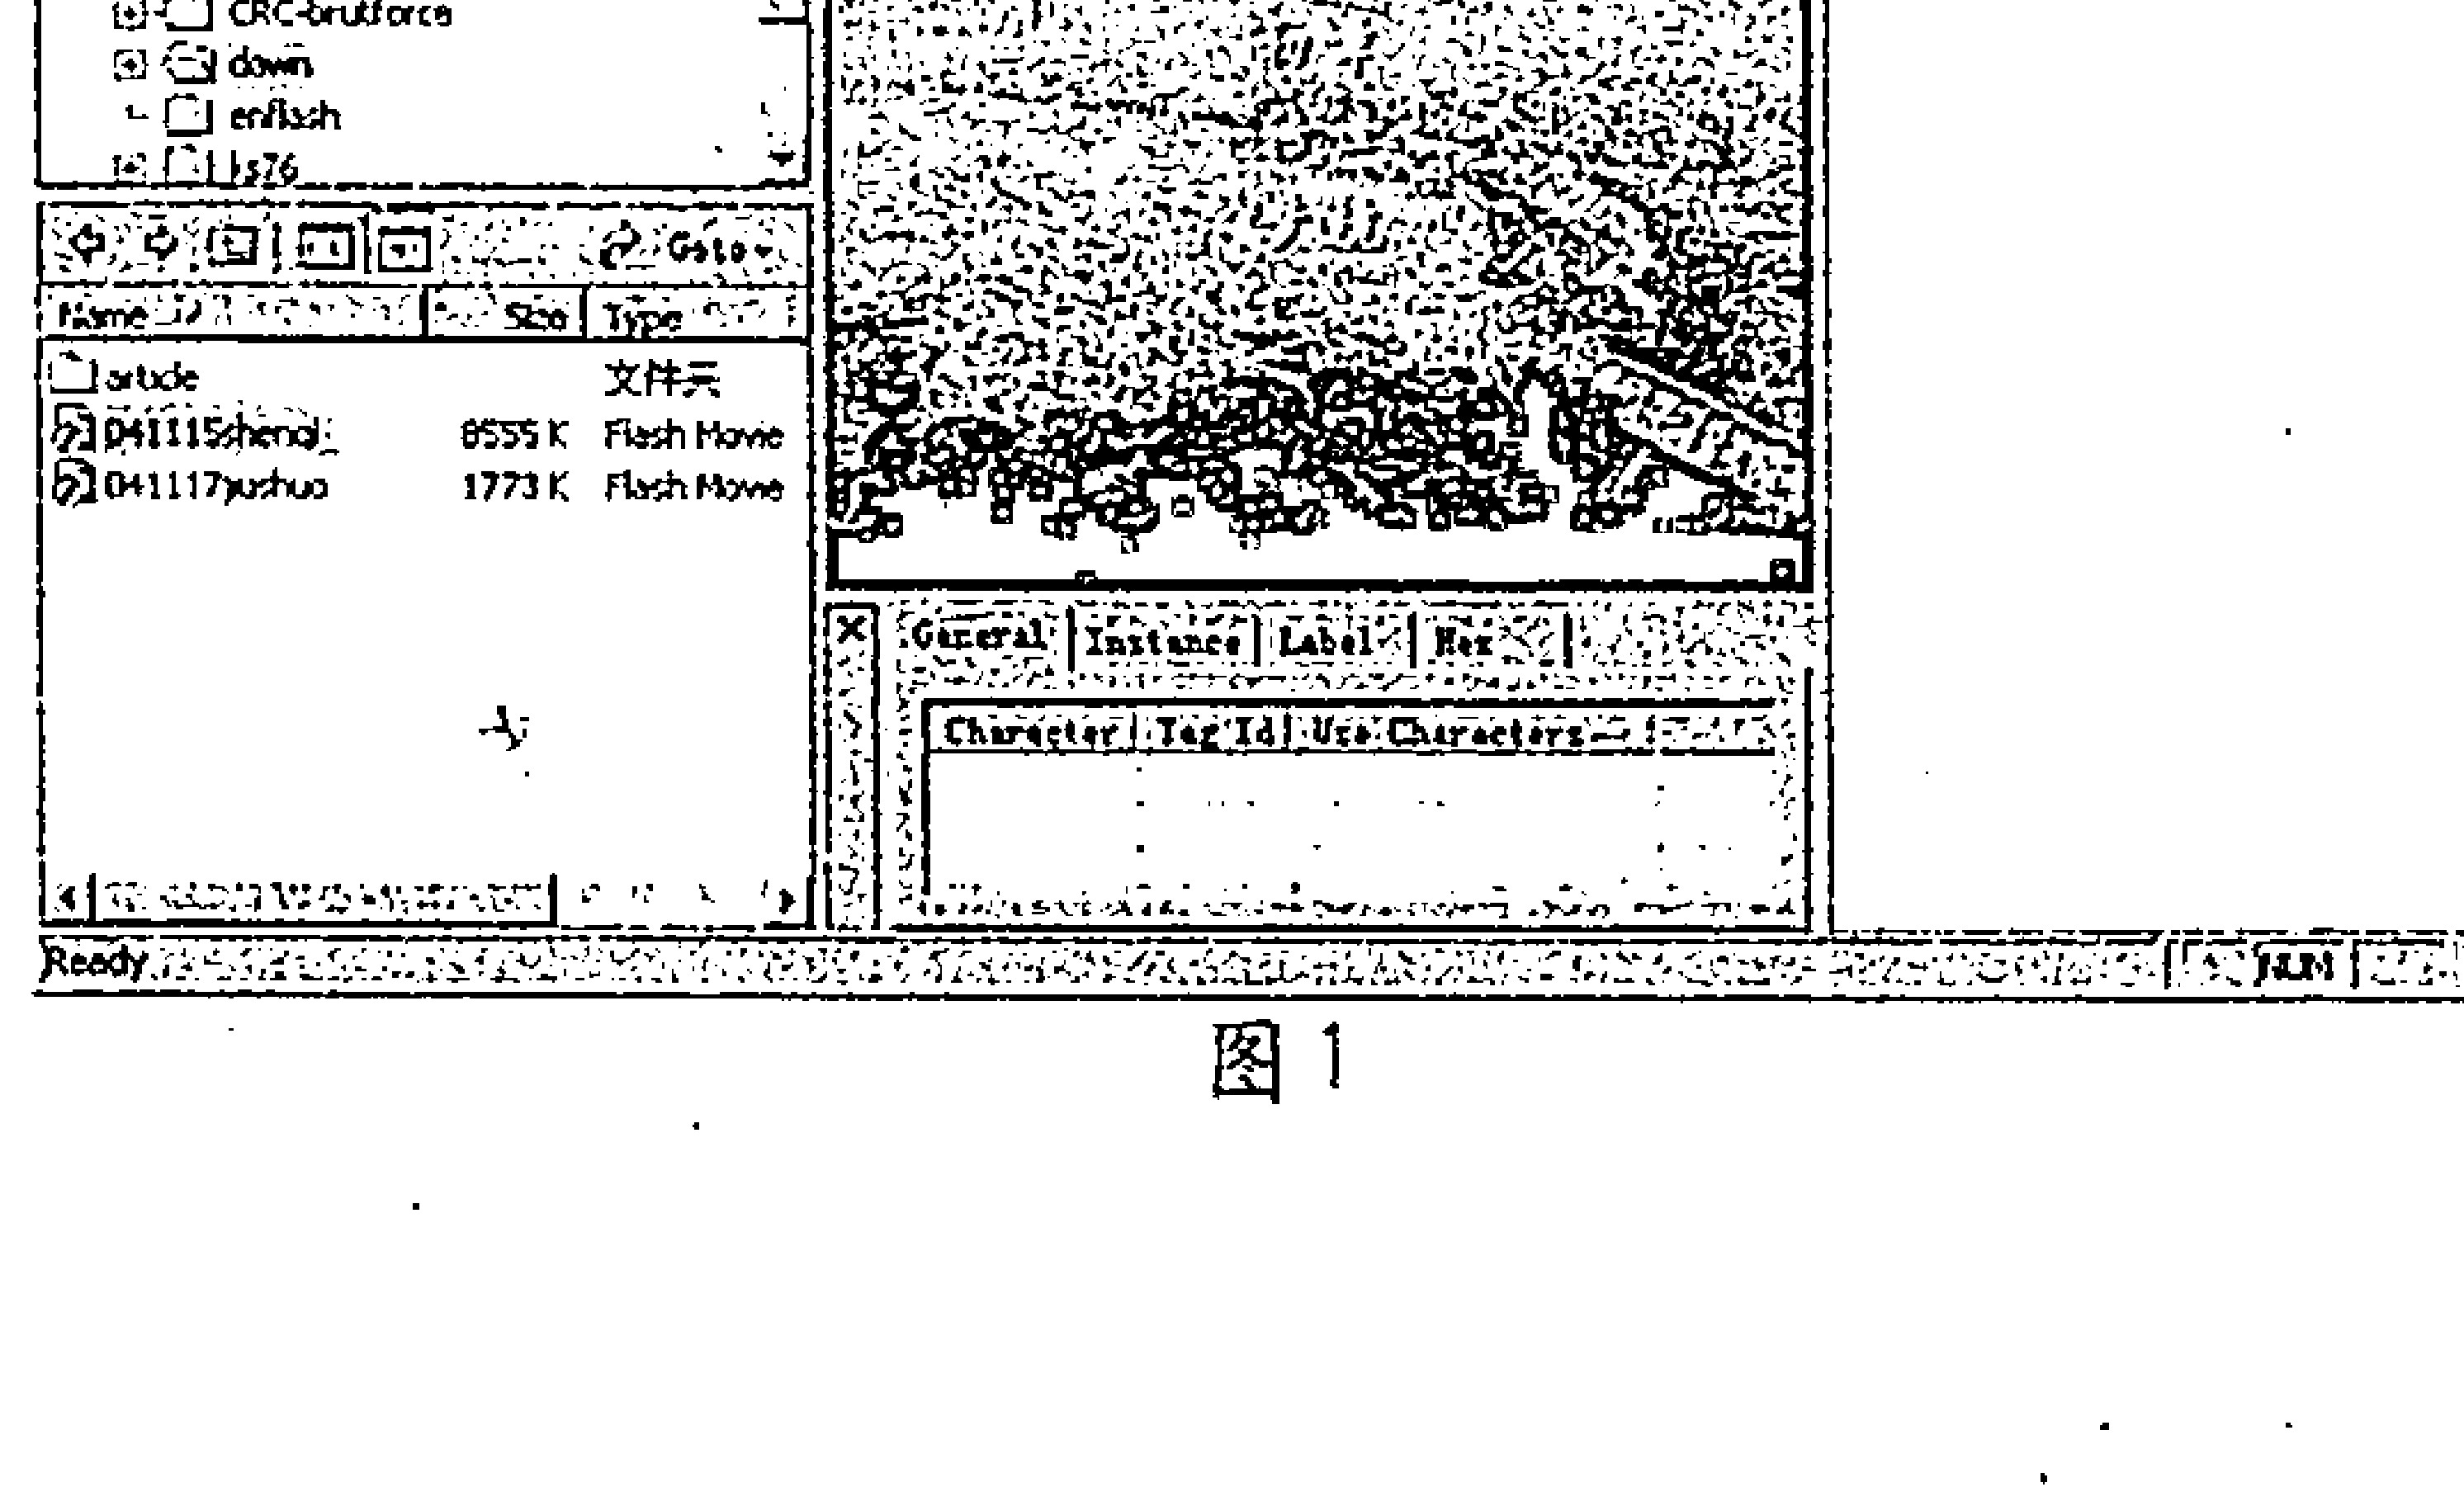 CRC-brutforce
down
enflash
Goto
Name Size Type
article 文件夹
041115shenqi 8555 K Flash Movie
1773 K Flash Movie
General Instance Label Hex
Character Tag Id Use Characters
Ready NUM
图 1